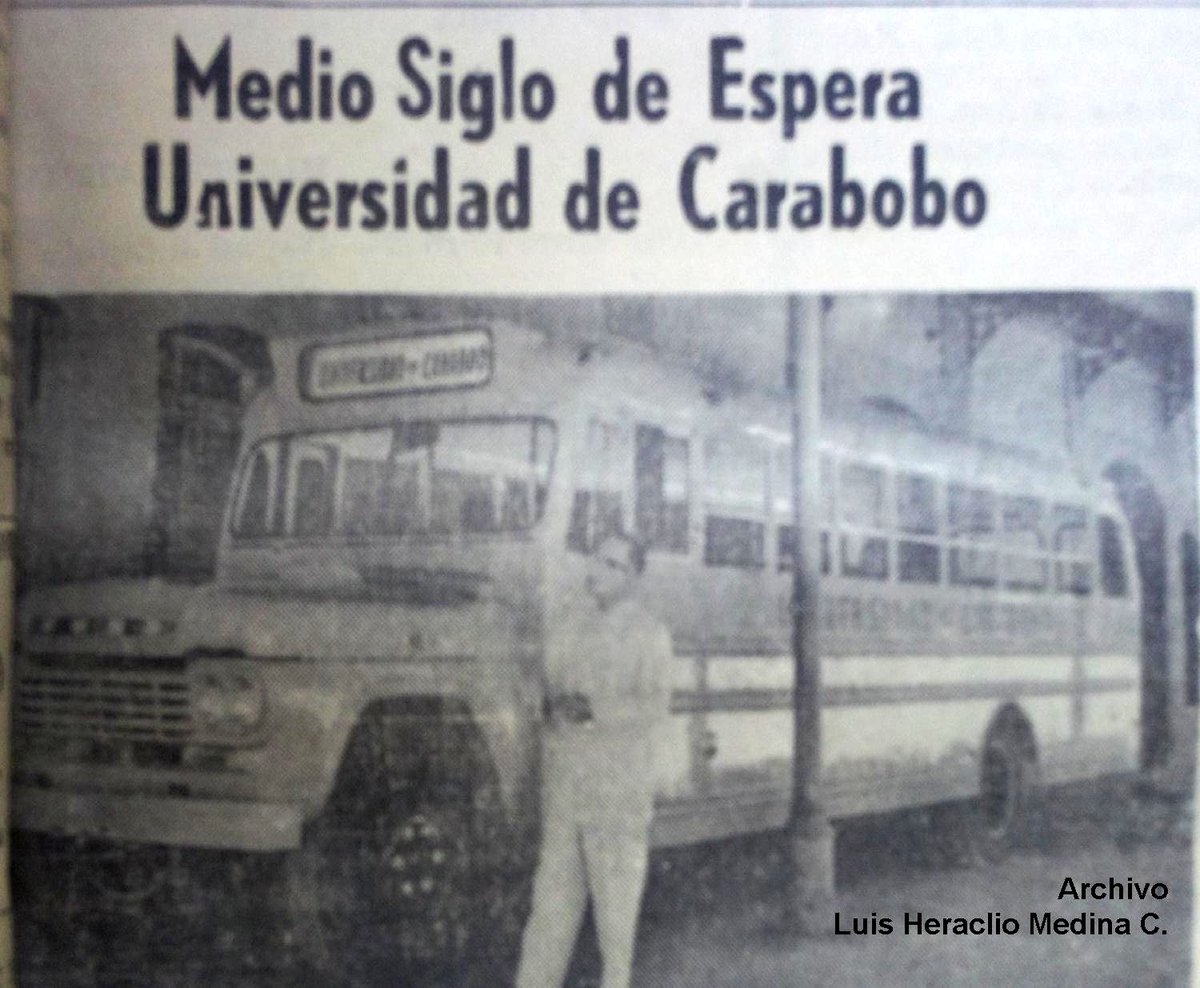 Medio Siglo de Espera
Universidad de Carabobo
Archivo
Luis Heraclio Medina C.